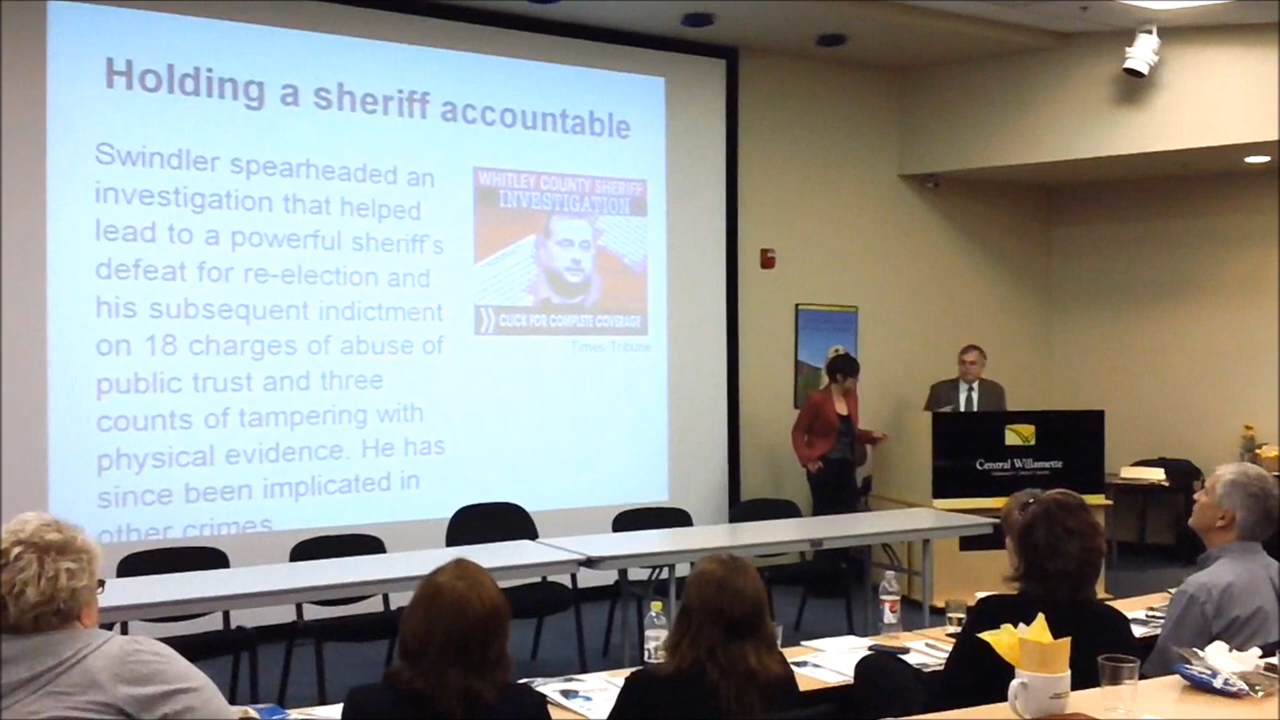 Holding a sheriff accountable
Swindler spearheaded an
investigation that helped
lead to a powerful sheriff's
defeat for re-election and
his subsequent indictment
on 18 charges of abuse of
public trust and three
counts of tampering with
physical evidence. He has
since been implicated in
other crimes.
WHITLEY COUNTY SHERIFF
INVESTIGATION
CLICK FOR COMPLETE COVERAGE
Times-Tribune
Central Willamette
COMMUNITY CREDIT UNION